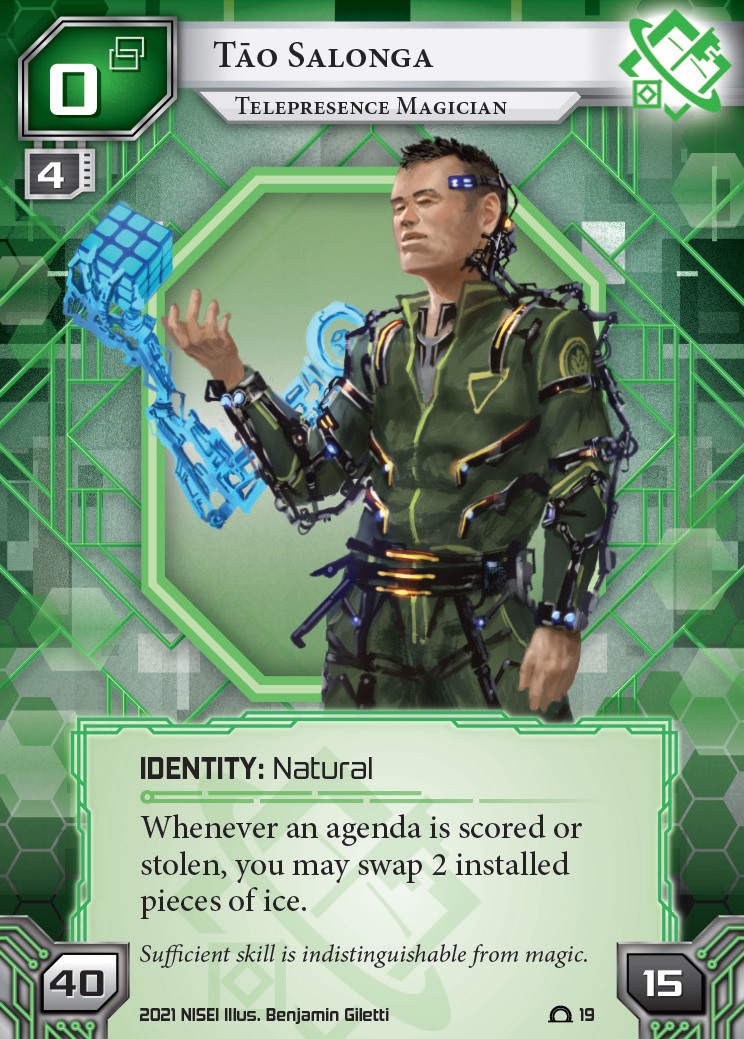 0
Tāo Salonga
Telepresence Magician
4
IDENTITY: Natural
Whenever an agenda is scored or
stolen, you may swap 2 installed
pieces of ice.
Sufficient skill is indistinguishable from magic.
40
15
2021 NISEI Illus. Benjamin Giletti
19